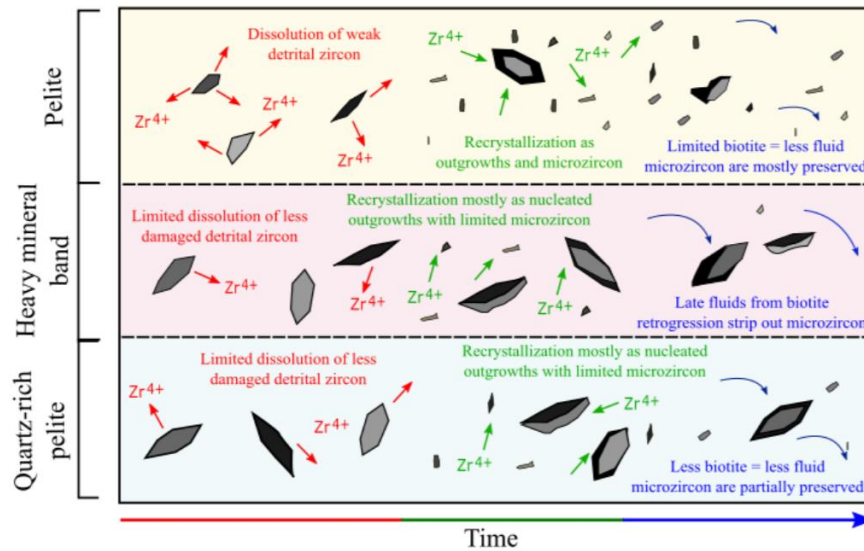 Pelite
Dissolution of weak
detrital zircon
Zr4+
Zr4+
Zr4+
Zr4+
Zr4+
Recrystallization as
outgrowths and microzircon
Limited biotite = less fluid
microzircon are mostly preserved
Heavy mineral
band
Limited dissolution of less
damaged detrital zircon
Zr4+
Zr4+
Recrystallization mostly as nucleated
outgrowths with limited microzircon
Zr4+
Zr4+
Late fluids from biotite
retrogression strip out microzircon
Quartz-rich
pelite
Limited dissolution of less
damaged detrital zircon
Zr4+
Zr4+
Recrystallization mostly as nucleated
outgrowths with limited microzircon
Zr4+
Zr4+
Less biotite = less fluid
microzircon are partially preserved
Time